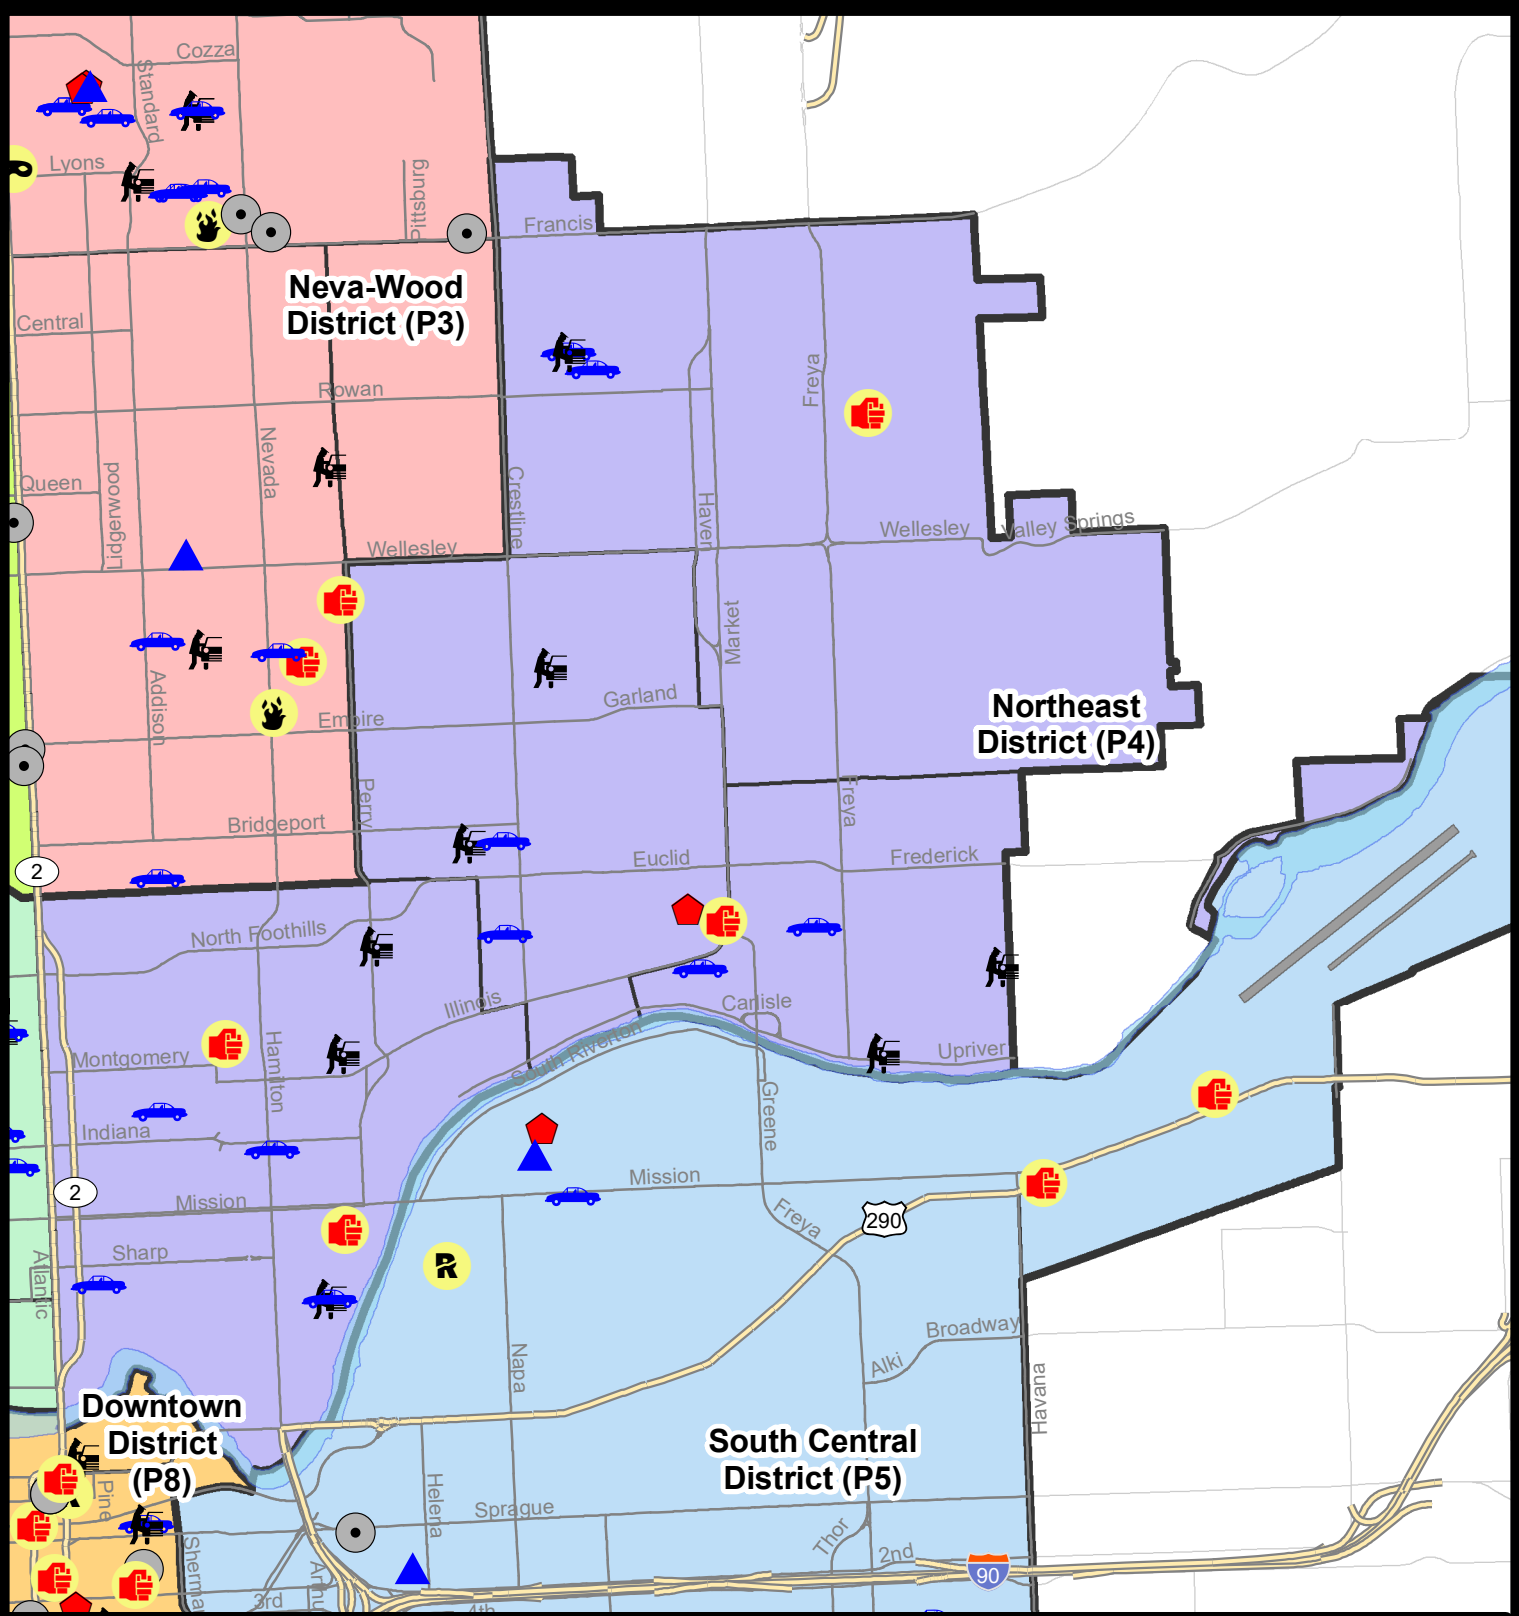 Cozza
Standard
Lyons
Pittsburg
Francis
Neva-Wood
District (P3)
Central
Rowan
Freya
Nevada
Queen
Lidgerwood
Crestline
Haven
Wellesley
Valley Springs
Wellesley
Market
Addison
Garland
Northeast
District (P4)
Empire
Perry
Freya
Bridgeport
Euclid
Frederick
2
North Foothills
Illinois
Carlisle
South Riverton
Upriver
Montgomery
Hamilton
Greene
Indiana
Mission
2
Mission
Freya
290
Sharp
Atlantic
Broadway
Alki
Napa
Havana
Downtown
District
(P8)
South Central
District (P5)
Pine
Helena
Sprague
Thor
2nd
90
Sherma
Arthu
3rd
4th
R